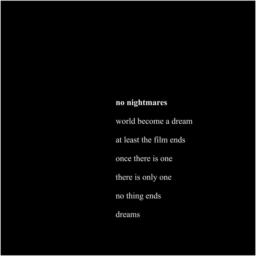 no nightmares
world become a dream
at least the film ends
once there is one
there is only one
no thing ends
dreams